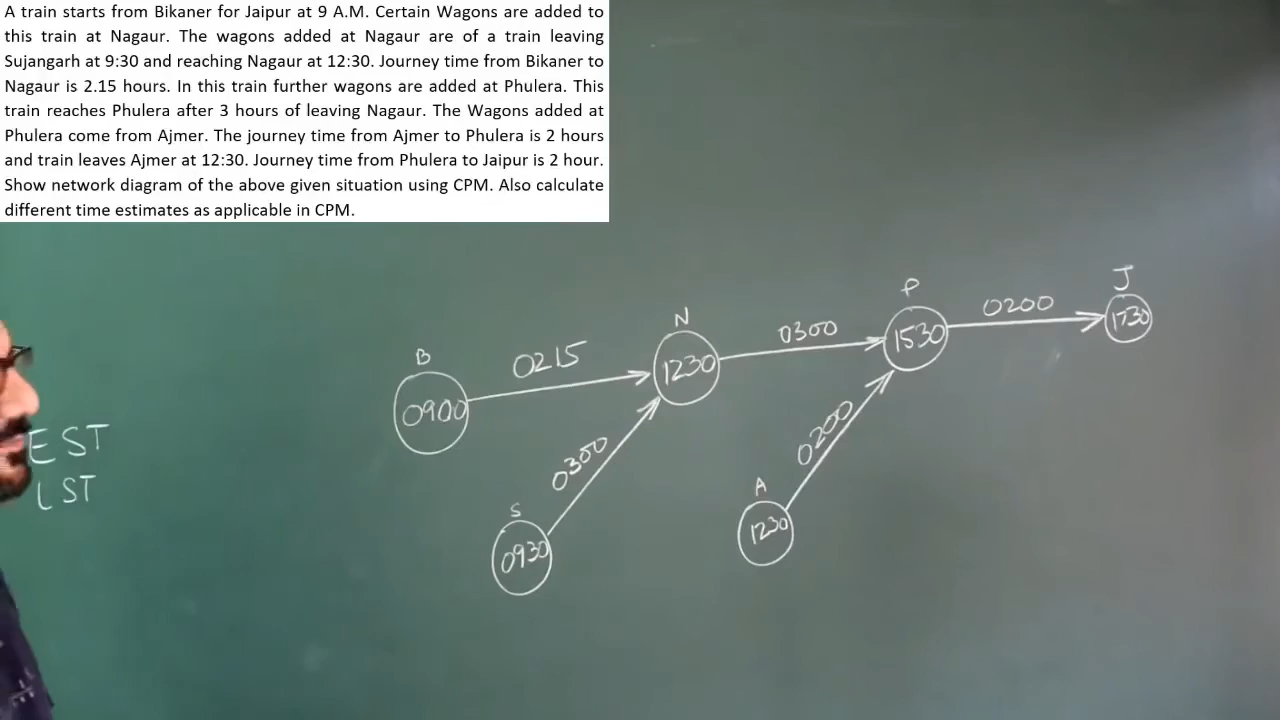 A train starts from Bikaner for Jaipur at 9 A.M. Certain Wagons are added to
this train at Nagaur. The wagons added at Nagaur are of a train leaving
Sujangarh at 9:30 and reaching Nagaur at 12:30. Journey time from Bikaner to
Nagaur is 2.15 hours. In this train further wagons are added at Phulera. This
train reaches Phulera after 3 hours of leaving Nagaur. The Wagons added at
Phulera come from Ajmer. The journey time from Ajmer to Phulera is 2 hours
and train leaves Ajmer at 12:30. Journey time from Phulera to Jaipur is 2 hour.
Show network diagram of the above given situation using CPM. Also calculate
different time estimates as applicable in CPM.
J
P
0200
N
1730
0300
1530
B
0215
1230
0900
0200
EST
0300
LST
A
S
1230
0930